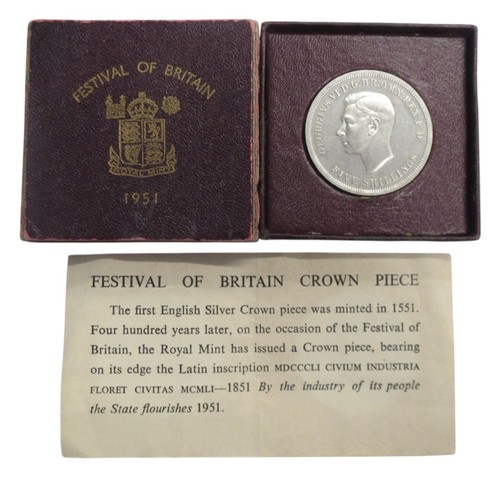 FESTIVAL OF BRITAIN
ROYAL MINT
1951
GEORGIVS VI D:G:BR:OMN:REX F:D:
FIVE SHILLINGS
FESTIVAL OF BRITAIN CROWN PIECE
The first English Silver Crown piece was minted in 1551.
Four hundred years later, on the occasion of the Festival of
Britain, the Royal Mint has issued a Crown piece, bearing
on its edge the Latin inscription MDCCCLI CIVIUM INDUSTRIA
FLORET CIVITAS MCMLI—1851 By the industry of its people
the State flourishes 1951.